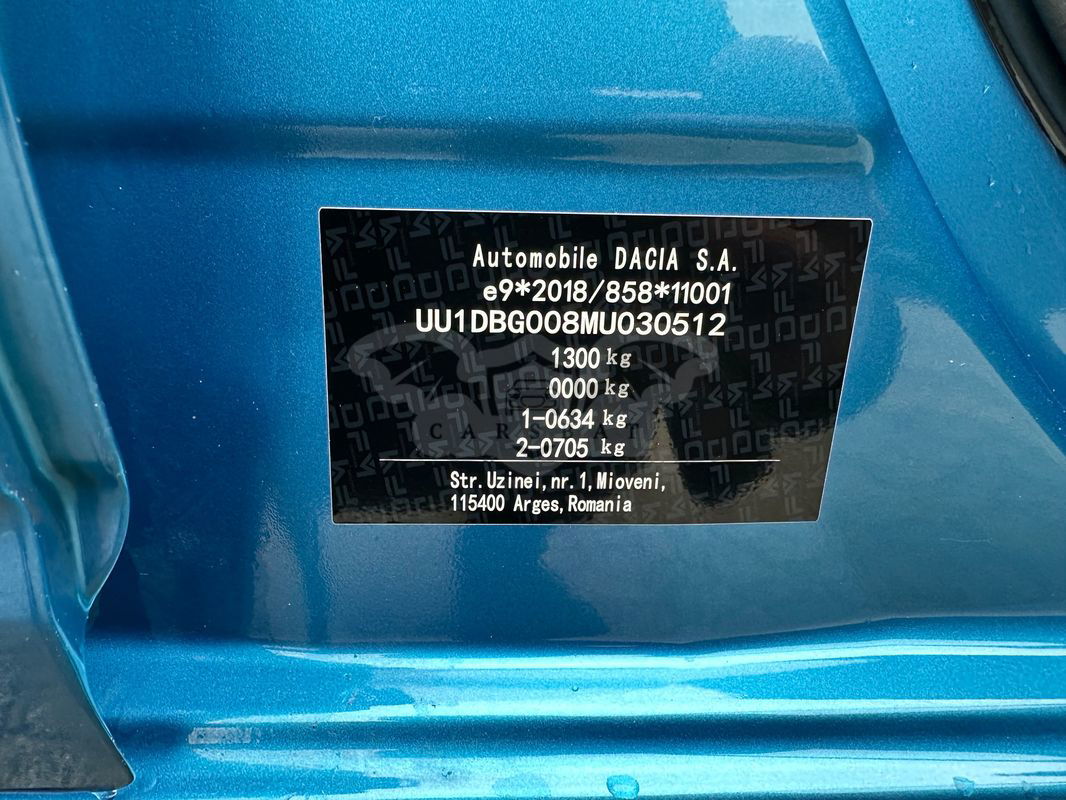 Automobile DACIA S.A.
e9*2018/858*11001
UU1DBG008MU030512
1300 kg
0000 kg
1-0634 kg
CARSTAT
2-0705 kg
Str.Uzinei,nr.1,Mioveni,
115400 Arges,Romania